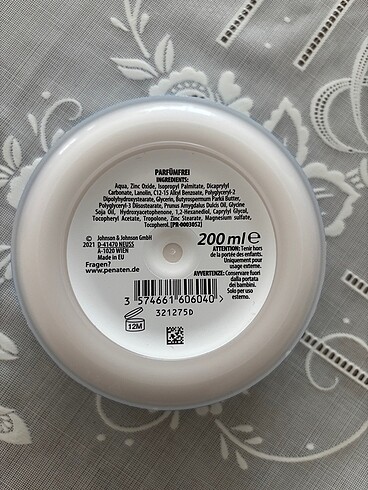 PARFÜMFREI
INGREDIENTS:
Aqua, Zinc Oxide, Isopropyl Palmitate, Dicaprylyl
Carbonate, Lanolin, C12-15 Alkyl Benzoate, Polyglyceryl-2
Dipolyhydroxystearate, Glycerin, Butyrospermum Parkii Butter,
Polyglyceryl-3 Diisostearate, Prunus Amygdalus Dulcis Oil, Glycine
Soja Oil, Hydroxyacetophenone, 1,2-Hexanediol, Caprylyl Glycol,
Tocopheryl Acetate, Tropolone, Zinc Stearate, Magnesium sulfate,
Tocopherol. [PR-0003052]
© Johnson & Johnson GmbH
2021 D-41470 NEUSS
A-1020 WIEN
Made in EU
Fragen?
www.penaten.de
200 ml e
ATTENTION: Tenir hors
de la portée des enfants.
Uniquement pour
usage externe.
AVVERTENZE: Conservare fuori
dalla portata
dei bambini.
Solo per uso
esterno.
3 574661 606040 >
321275D
12M